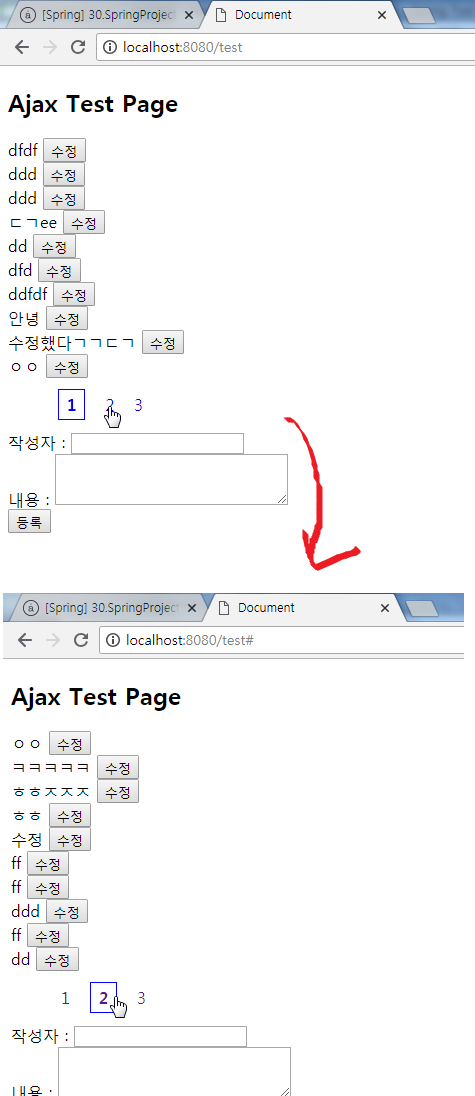 [Spring] 30.SpringProject
Document
localhost:8080/test
Ajax Test Page
dfdf 수정
ddd 수정
ddd 수정
ㄷㄱee 수정
dd 수정
dfd 수정
ddfdf 수정
안녕 수정
수정했다ㄱㄱㄷㄱ 수정
ㅇㅇ 수정
1 2 3
작성자 :
내용 :
등록
[Spring] 30.SpringProject
Document
localhost:8080/test#
Ajax Test Page
ㅇㅇ 수정
ㅋㅋㅋㅋㅋ 수정
ㅎㅎㅈㅈㅈ 수정
ㅎㅎ 수정
수정 수정
ff 수정
ff 수정
ddd 수정
ff 수정
dd 수정
1 2 3
작성자 :
내용 :